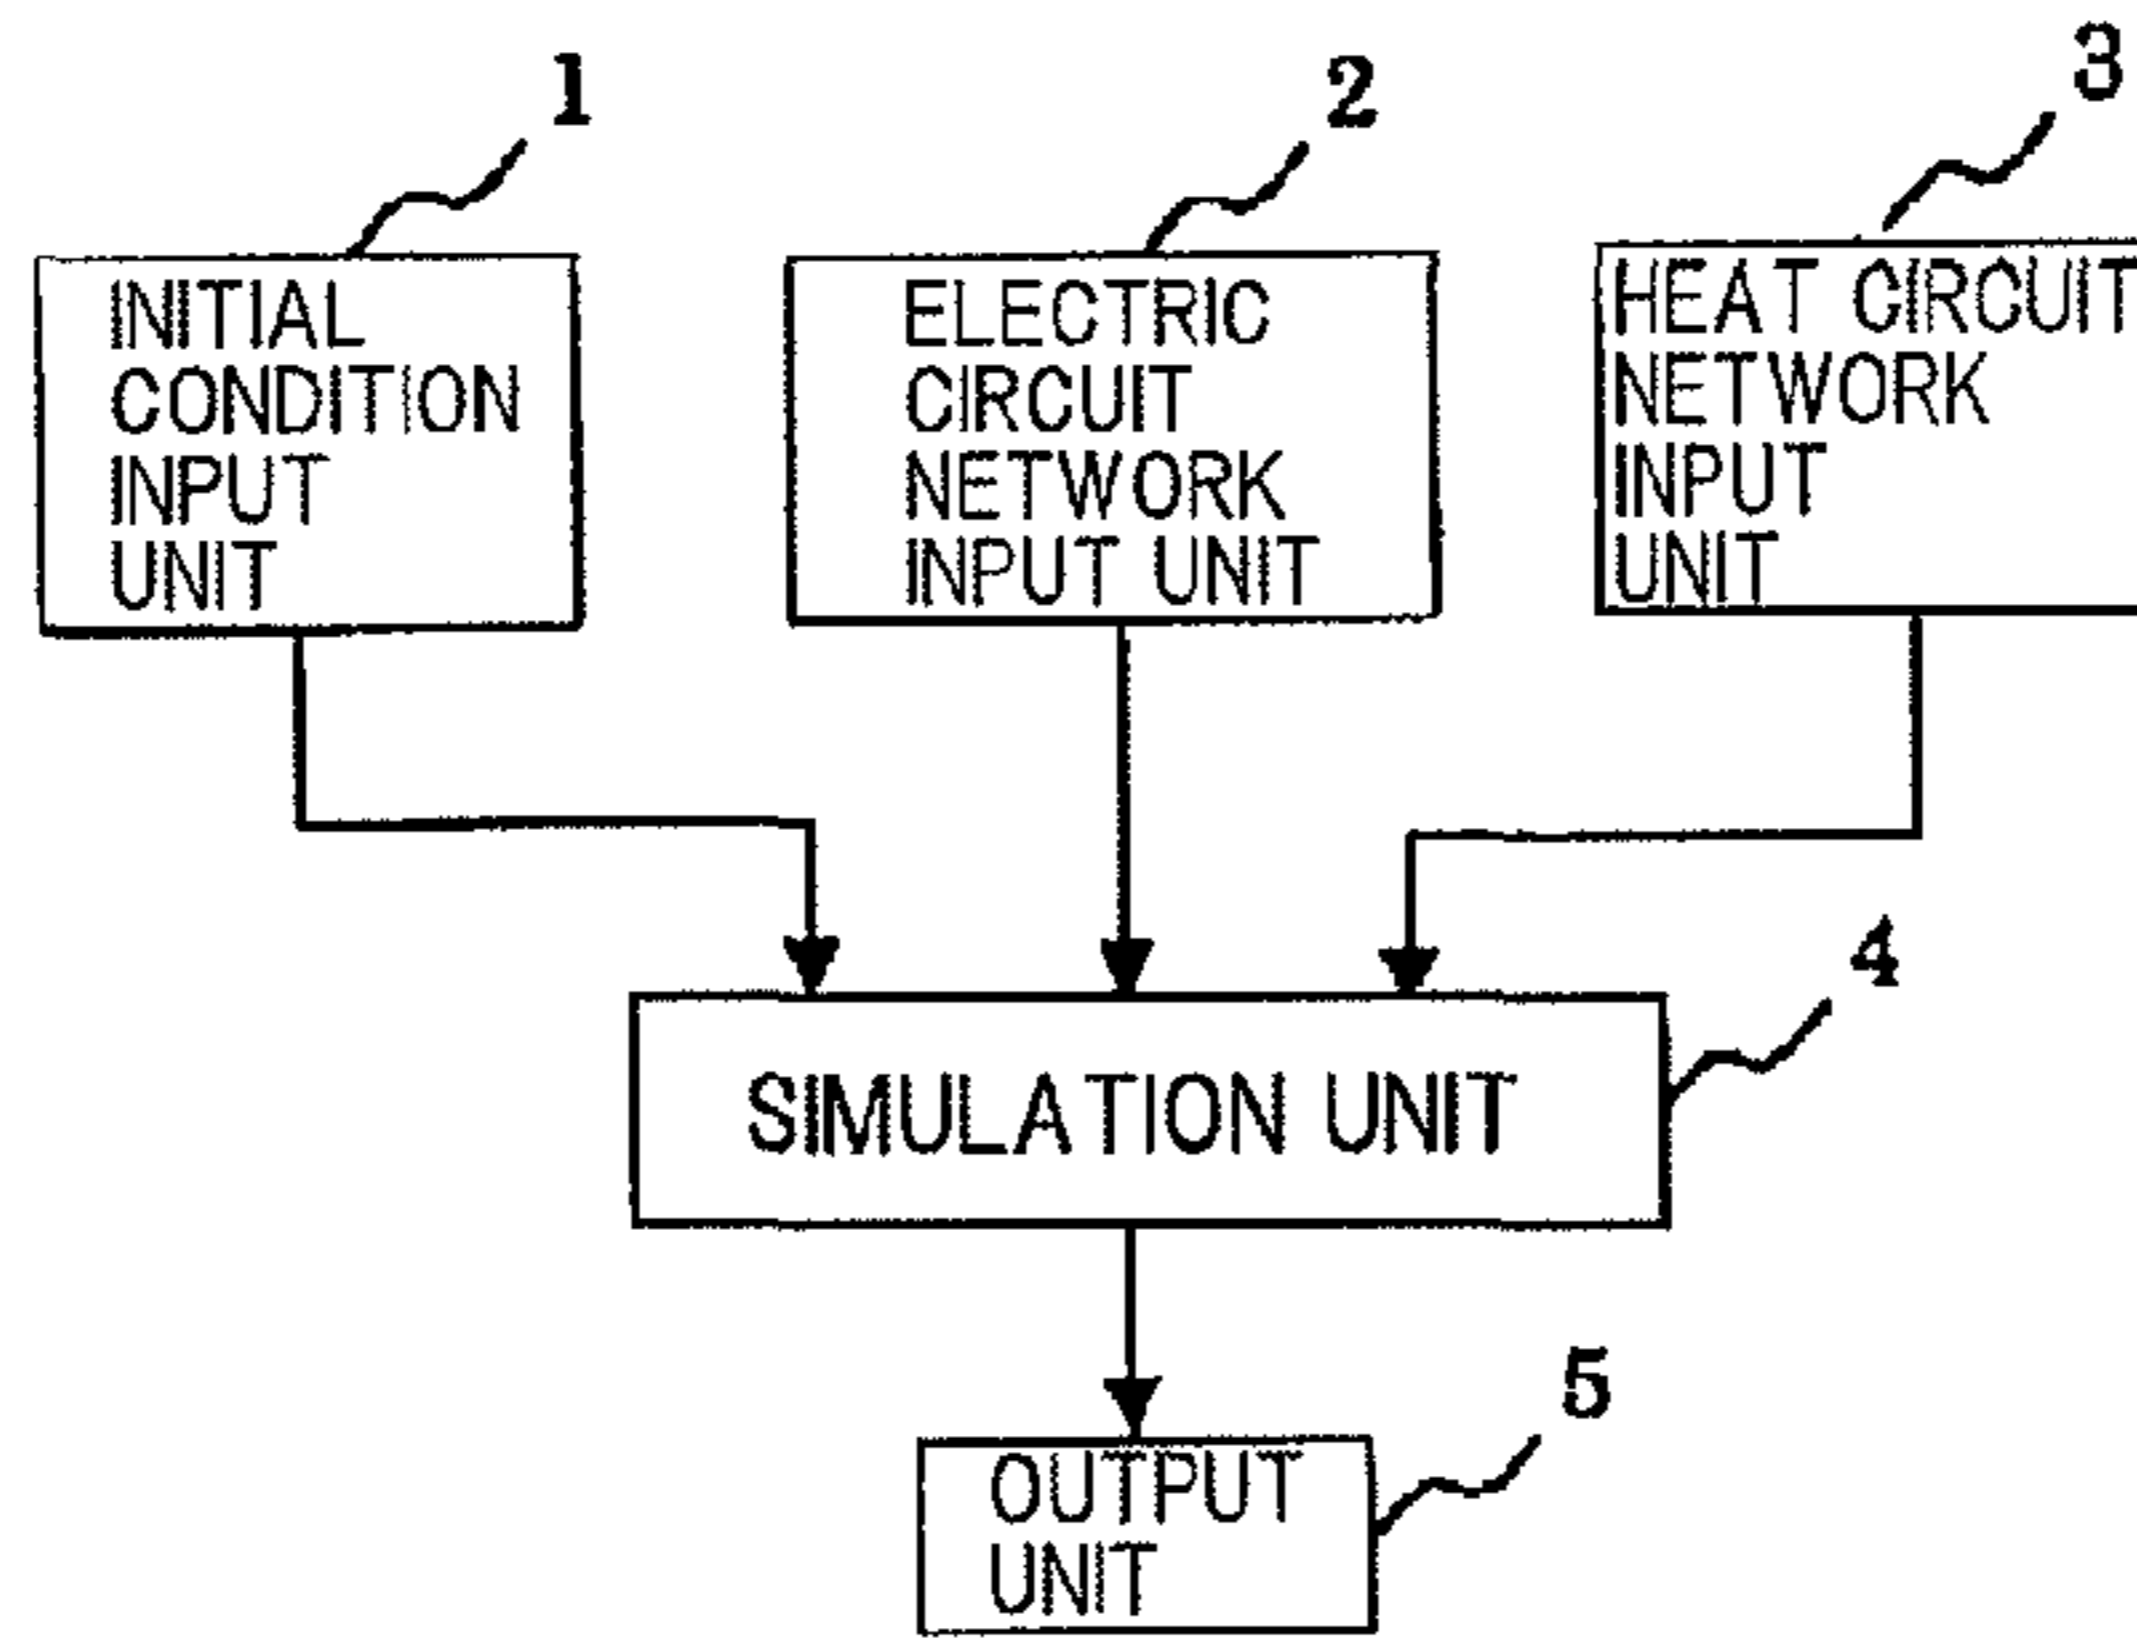 1
2
3
INITIAL
CONDITION
INPUT
UNIT
ELECTRIC
CIRCUIT
NETWORK
INPUT UNIT
HEAT CIRCUIT
NETWORK
INPUT
UNIT
4
SIMULATION UNIT
5
OUTPUT
UNIT